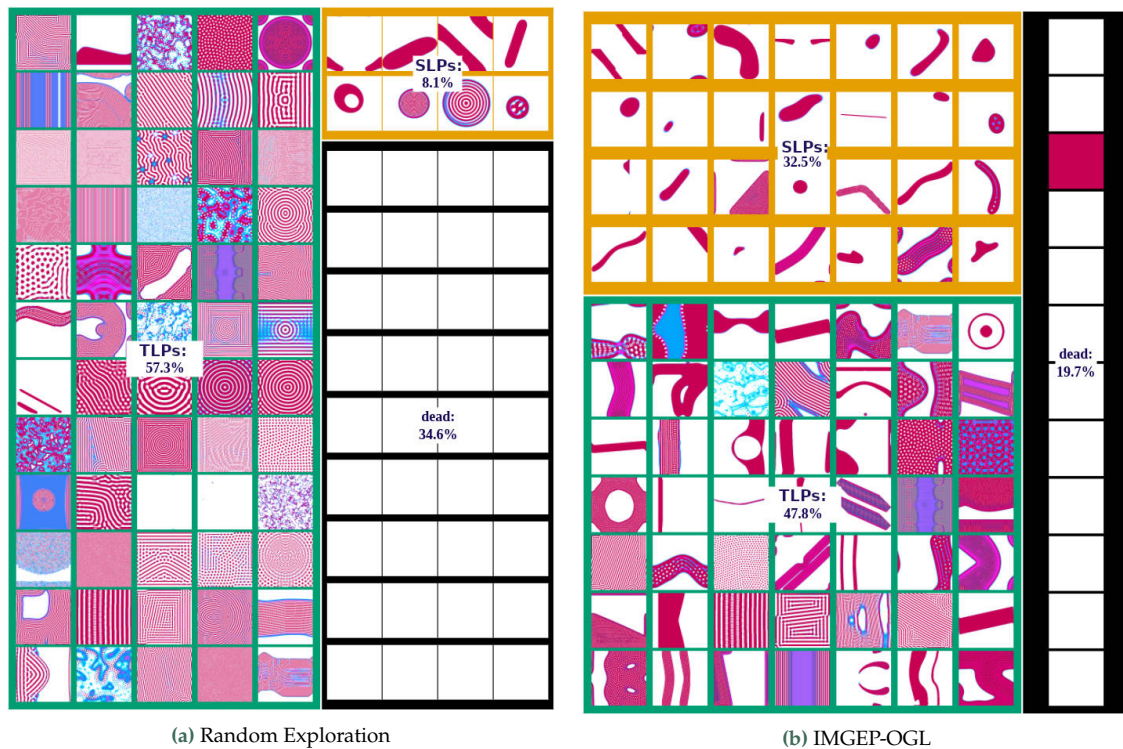 SLPs:
8.1%
TLPs:
57.3%
dead:
34.6%
(a) Random Exploration
SLPs:
32.5%
dead:
19.7%
TLPs:
47.8%
(b) IMGEP-OGL